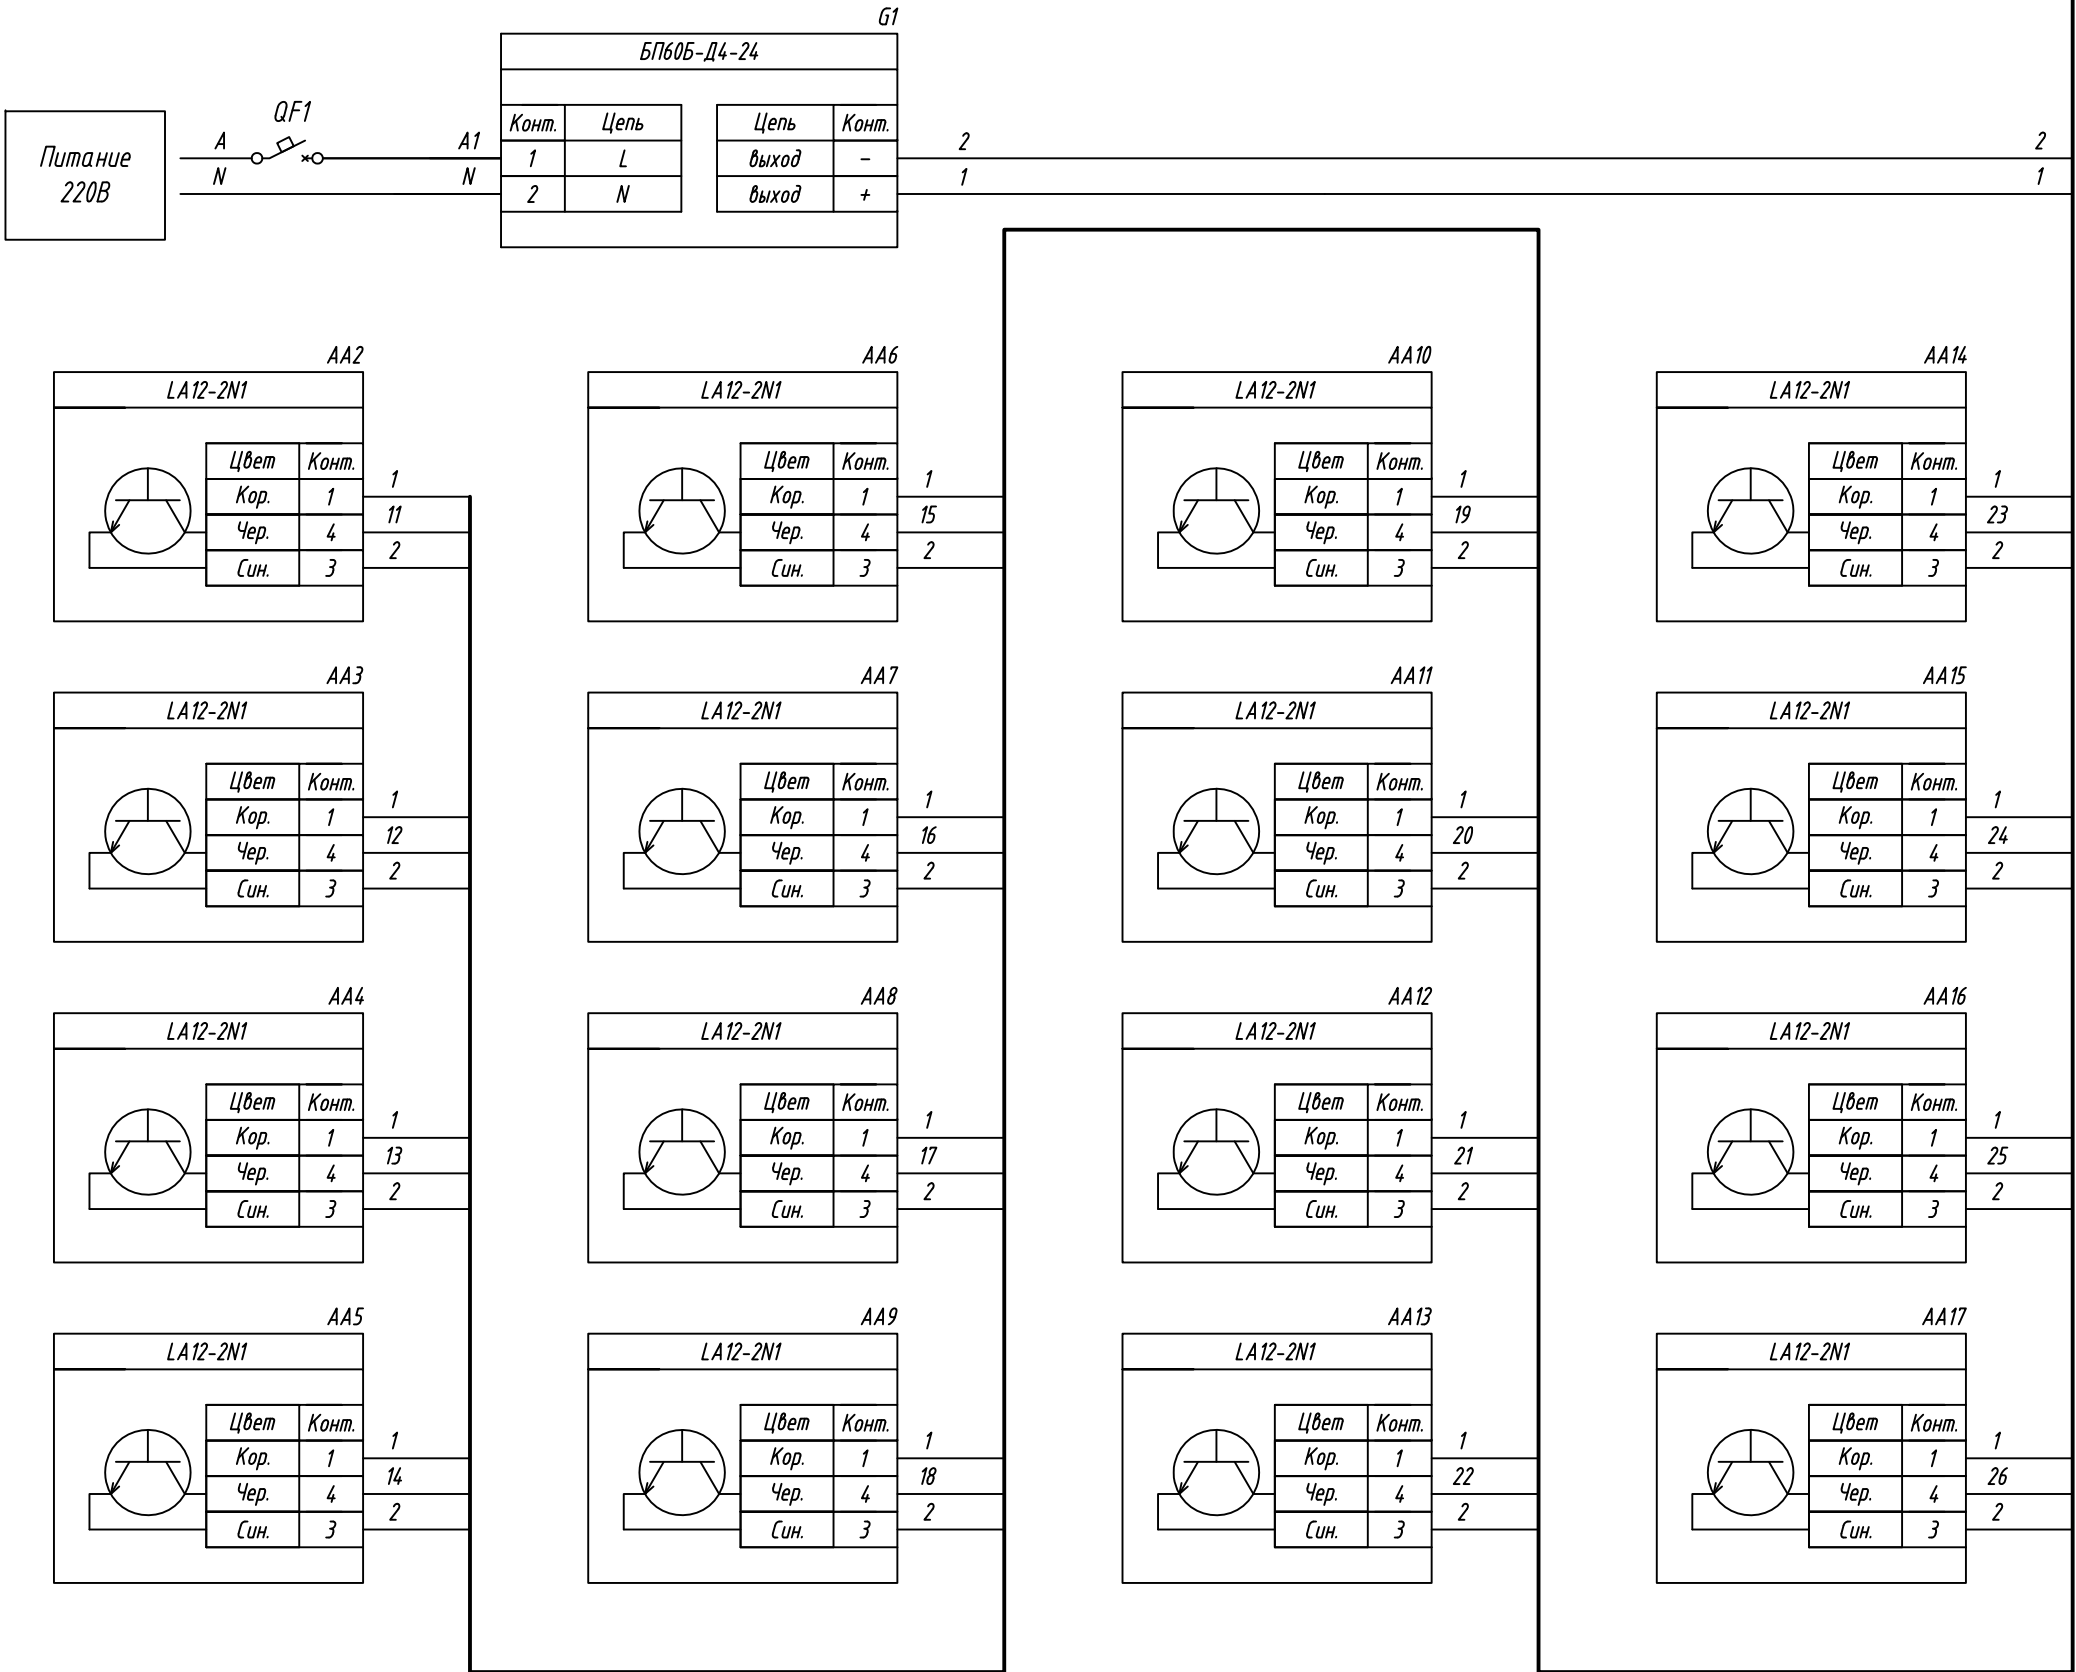 G1
БП60Б-Д4-24
Питание
220В
QF1
A
N
A1
N
Конт. Цепь
1 L
2 N
Цепь Конт.
выход -
выход +
2
1
2
1
AA2
LA12-2N1
Цвет Конт.
Кор. 1
Чер. 4
Син. 3
1
11
2
AA6
LA12-2N1
Цвет Конт.
Кор. 1
Чер. 4
Син. 3
1
15
2
AA10
LA12-2N1
Цвет Конт.
Кор. 1
Чер. 4
Син. 3
1
19
2
AA14
LA12-2N1
Цвет Конт.
Кор. 1
Чер. 4
Син. 3
1
23
2
AA3
LA12-2N1
Цвет Конт.
Кор. 1
Чер. 4
Син. 3
1
12
2
AA7
LA12-2N1
Цвет Конт.
Кор. 1
Чер. 4
Син. 3
1
16
2
AA11
LA12-2N1
Цвет Конт.
Кор. 1
Чер. 4
Син. 3
1
20
2
AA15
LA12-2N1
Цвет Конт.
Кор. 1
Чер. 4
Син. 3
1
24
2
AA4
LA12-2N1
Цвет Конт.
Кор. 1
Чер. 4
Син. 3
1
13
2
AA8
LA12-2N1
Цвет Конт.
Кор. 1
Чер. 4
Син. 3
1
17
2
AA12
LA12-2N1
Цвет Конт.
Кор. 1
Чер. 4
Син. 3
1
21
2
AA16
LA12-2N1
Цвет Конт.
Кор. 1
Чер. 4
Син. 3
1
25
2
AA5
LA12-2N1
Цвет Конт.
Кор. 1
Чер. 4
Син. 3
1
14
2
AA9
LA12-2N1
Цвет Конт.
Кор. 1
Чер. 4
Син. 3
1
18
2
AA13
LA12-2N1
Цвет Конт.
Кор. 1
Чер. 4
Син. 3
1
22
2
AA17
LA12-2N1
Цвет Конт.
Кор. 1
Чер. 4
Син. 3
1
26
2